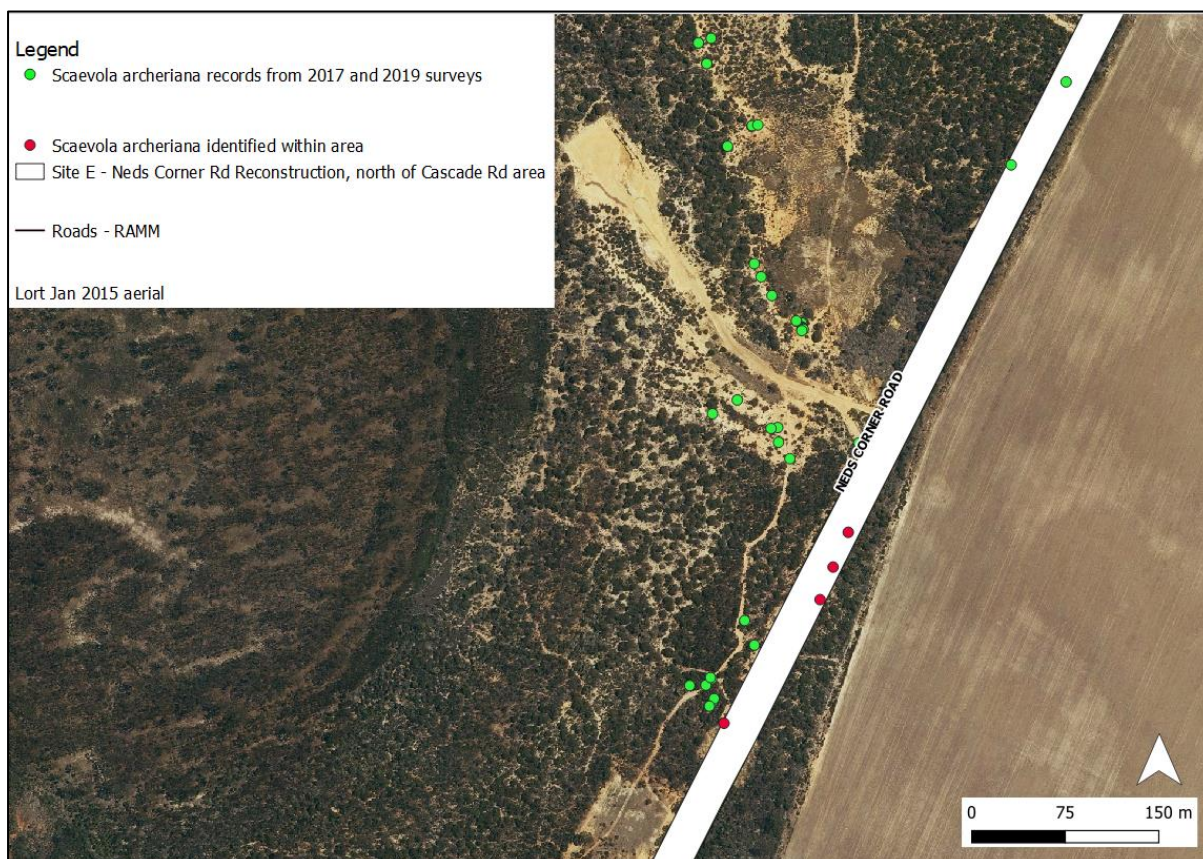 Legend
Scaevola archeriana records from 2017 and 2019 surveys
Scaevola archeriana identified within area
Site E - Neds Corner Rd Reconstruction, north of Cascade Rd area
Roads - RAMM
Lort Jan 2015 aerial
NEDS CORNER ROAD
0 75 150 m